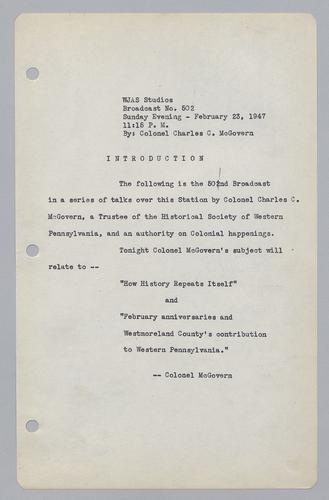 WJAS Studios
Broadcast No. 502
Sunday Evening - February 23, 1947
11:15 P. M.
By: Colonel Charles C. McGovern
INTRODUCTION
The following is the 502nd Broadcast
in a series of talks over this Station by Colonel Charles C.
McGovern, a Trustee of the Historical Society of Western
Pennsylvania, and an authority on Colonial happenings.
Tonight Colonel McGovern's subject will
relate to --
"How History Repeats Itself"
and
"February anniversaries and
Westmoreland County's contribution
to Western Pennsylvania."
-- Colonel McGovern